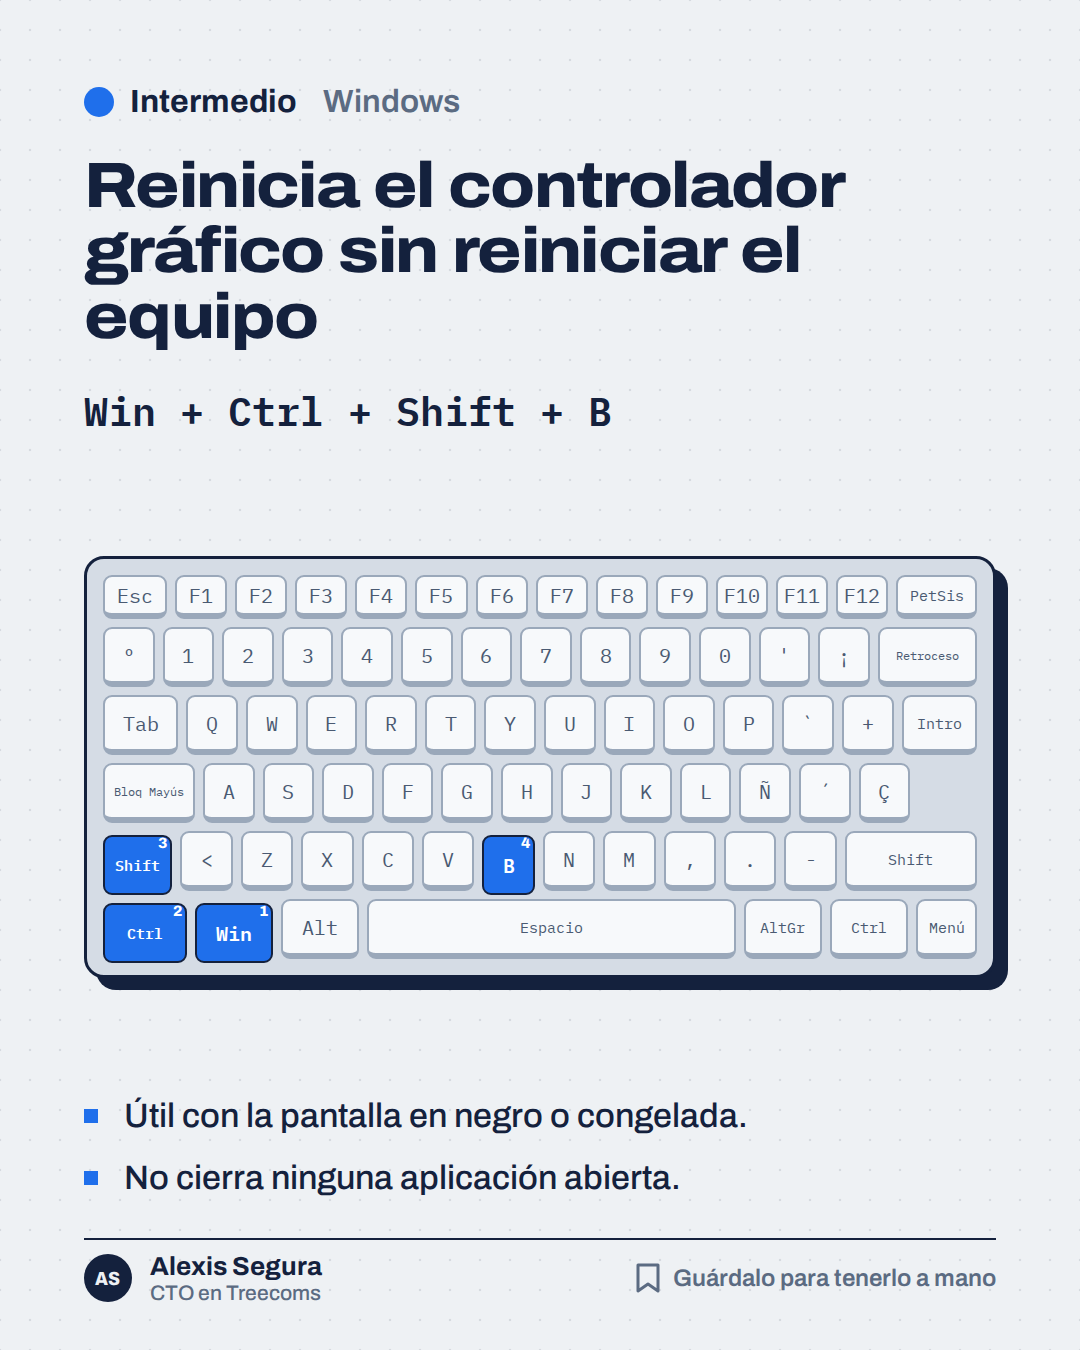 Intermedio Windows
Reinicia el controlador
gráfico sin reiniciar el
equipo
Win + Ctrl + Shift + B
Esc F1 F2 F3 F4 F5 F6 F7 F8 F9 F10 F11 F12 PetSis
º 1 2 3 4 5 6 7 8 9 0 ' ¡ Retroceso
Tab Q W E R T Y U I O P ` + Intro
Bloq Mayús A S D F G H J K L Ñ ´ Ç
Shift 3 < Z X C V B 4 N M , . - Shift
Ctrl 2 Win 1 Alt Espacio AltGr Ctrl Menú
Útil con la pantalla en negro o congelada.
No cierra ninguna aplicación abierta.
AS Alexis Segura
CTO en Treecoms
Guárdalo para tenerlo a mano